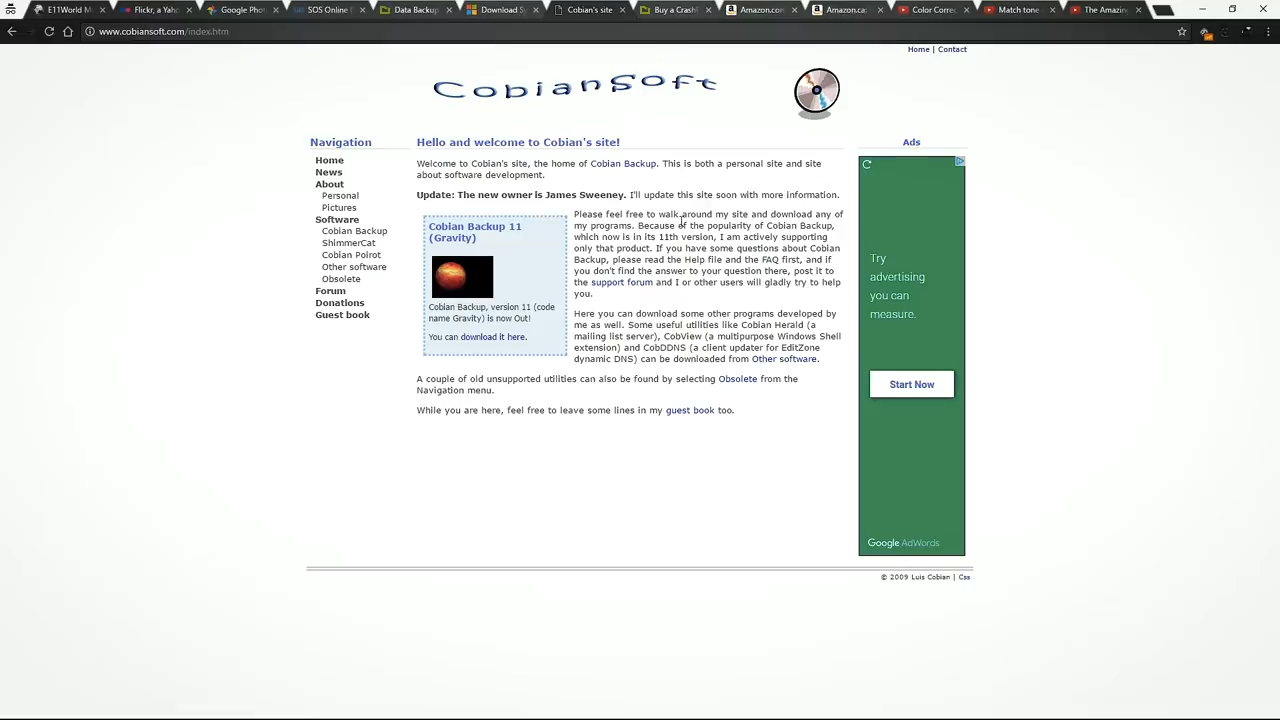 E11World M
Flickr, a Yaho
Google Phot
SOS Online
Data Backup
Download Sy
Cobian's site
Buy a Crashl
Amazon.com
Amazon.ca:
Color Correc
Match tone
The Amazing
www.cobiansoft.com/index.htm
Home | Contact
CobianSoft
Navigation
Home
News
About
Personal
Pictures
Software
Cobian Backup
ShimmerCat
Cobian Poirot
Other software
Obsolete
Forum
Donations
Guest book
Hello and welcome to Cobian's site!
Welcome to Cobian's site, the home of Cobian Backup. This is both a personal site and site
about software development.
Update: The new owner is James Sweeney. I'll update this site soon with more information.
Cobian Backup 11
(Gravity)
Cobian Backup, version 11 (code
name Gravity) is now Out!
You can download it here.
Please feel free to walk around my site and download any of
my programs. Because of the popularity of Cobian Backup,
which now is in its 11th version, I am actively supporting
only that product. If you have some questions about Cobian
Backup, please read the Help file and the FAQ first, and if
you don't find the answer to your question there, post it to
the support forum and I or other users will gladly try to help
you.
Here you can download some other programs developed by
me as well. Some useful utilities like Cobian Herald (a
mailing list server), CobView (a multipurpose Windows Shell
extension) and CobDDNS (a client updater for EditZone
dynamic DNS) can be downloaded from Other software.
A couple of old unsupported utilities can also be found by selecting Obsolete from the
Navigation menu.
While you are here, feel free to leave some lines in my guest book too.
Ads
Try
advertising
you can
measure.
Start Now
Google AdWords
© 2009 Luis Cobian | Css